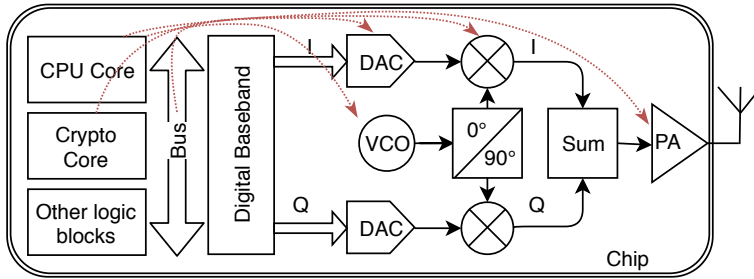 CPU Core
Crypto
Core
Other logic
blocks
Bus
Digital Baseband
I
DAC
I
VCO
0°
90°
Sum
PA
Q
DAC
Q
Chip